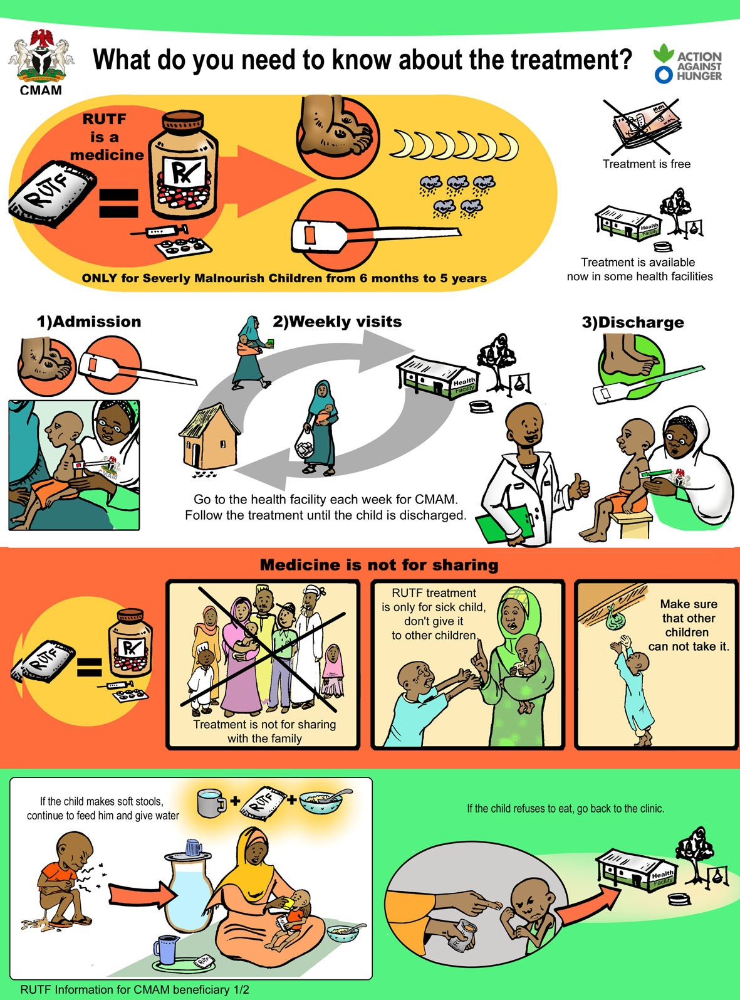 What do you need to know about the treatment?
CMAM
ACTION
AGAINST
HUNGER
RUTF
is a
medicine
RUTF
Rx
ONLY for Severly Malnourish Children from 6 months to 5 years
Treatment is free
Health
Facility
Treatment is available
now in some health facilities
1)Admission
CMAM
2)Weekly visits
Health
Facility
Go to the health facility each week for CMAM.
Follow the treatment until the child is discharged.
3)Discharge
Medicine is not for sharing
RUTF
Rx
Treatment is not for sharing
with the family
RUTF treatment
is only for sick child,
don't give it
to other children.
Make sure
that other
children
can not take it.
If the child makes soft stools,
continue to feed him and give water
RUTF
RUTF
If the child refuses to eat, go back to the clinic.
Health
Facility
RUTF Information for CMAM beneficiary 1/2